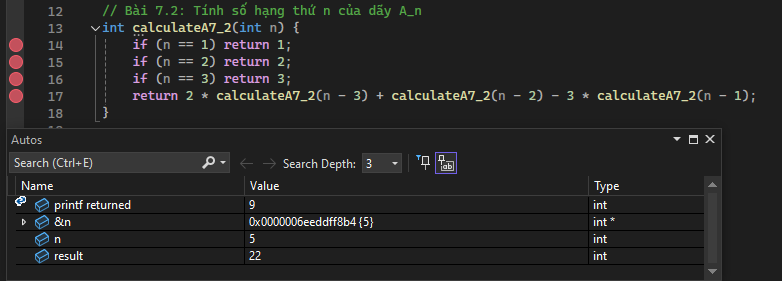 12 // Bài 7.2: Tính số hạng thứ n của dãy A_n
13 int calculateA7_2(int n) {
14 if (n == 1) return 1;
15 if (n == 2) return 2;
16 if (n == 3) return 3;
17 return 2 * calculateA7_2(n - 3) + calculateA7_2(n - 2) - 3 * calculateA7_2(n - 1);
18 }
Autos
Search (Ctrl+E) Search Depth: 3
Name Value Type
printf returned 9 int
&n 0x0000006eeddff8b4 {5} int *
n 5 int
result 22 int